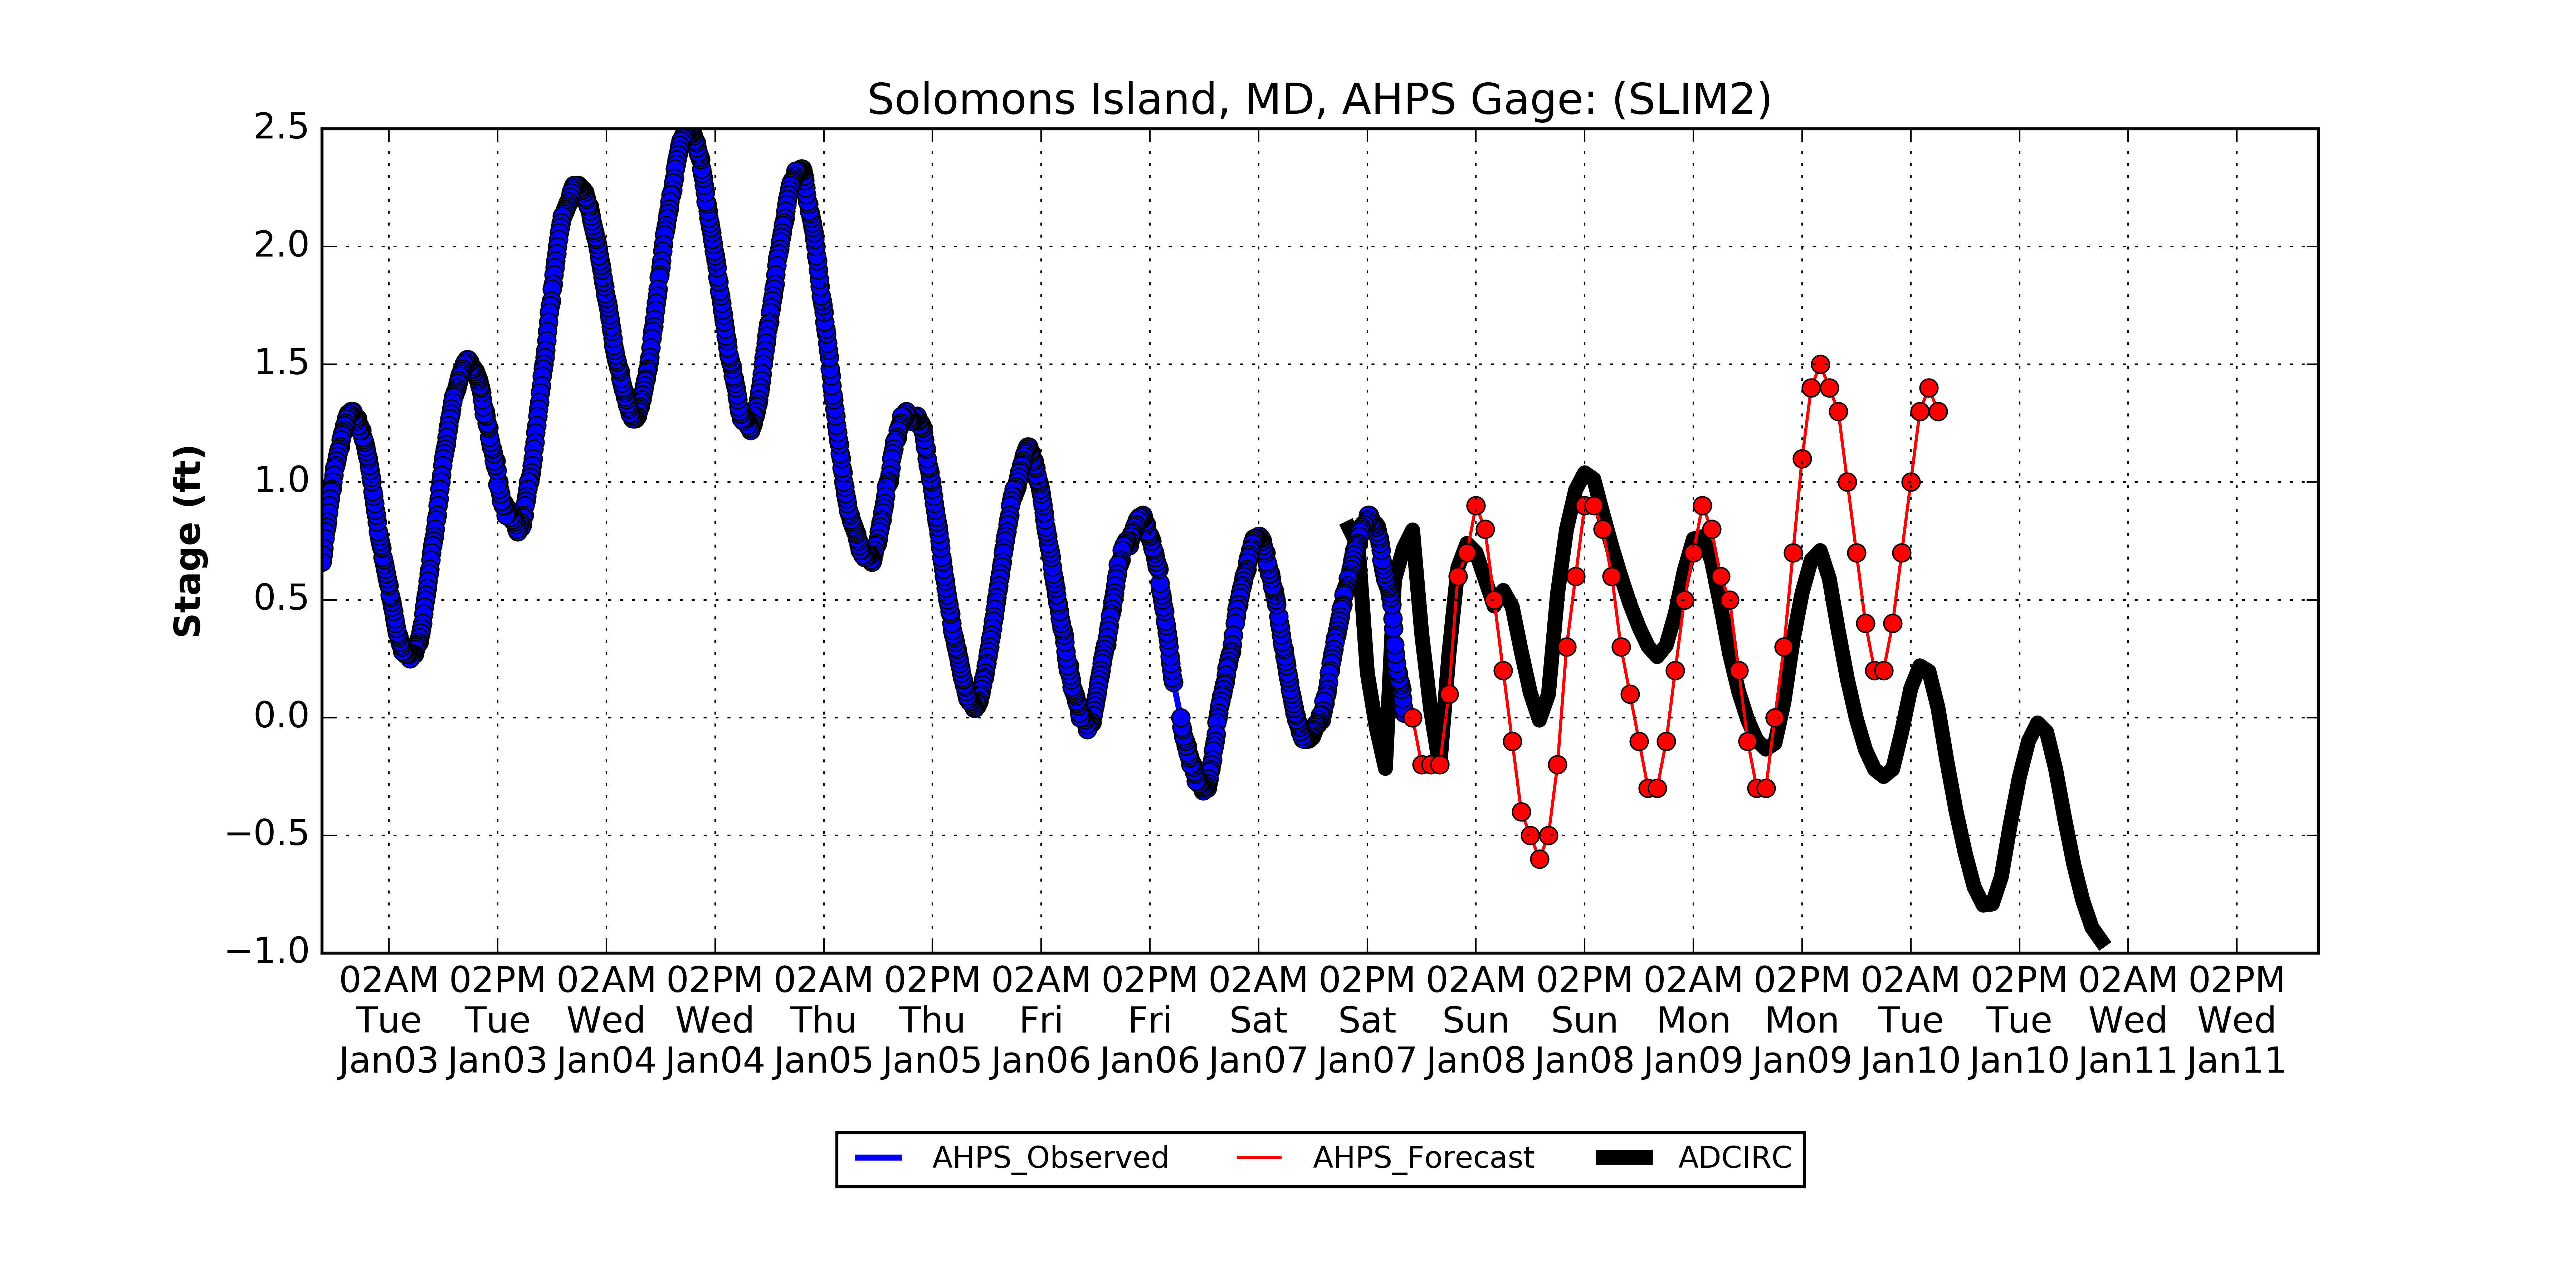 Solomons Island, MD, AHPS Gage: (SLIM2)
Stage (ft)
2.5
2.0
1.5
1.0
0.5
0.0
−0.5
−1.0
02AM 02PM 02AM 02PM 02AM 02PM 02AM 02PM 02AM 02PM 02AM 02PM 02AM 02PM 02AM 02PM 02AM 02PM
Tue Tue Wed Wed Thu Thu Fri Fri Sat Sat Sun Sun Mon Mon Tue Tue Wed Wed
Jan03 Jan03 Jan04 Jan04 Jan05 Jan05 Jan06 Jan06 Jan07 Jan07 Jan08 Jan08 Jan09 Jan09 Jan10 Jan10 Jan11 Jan11
AHPS_Observed AHPS_Forecast ADCIRC